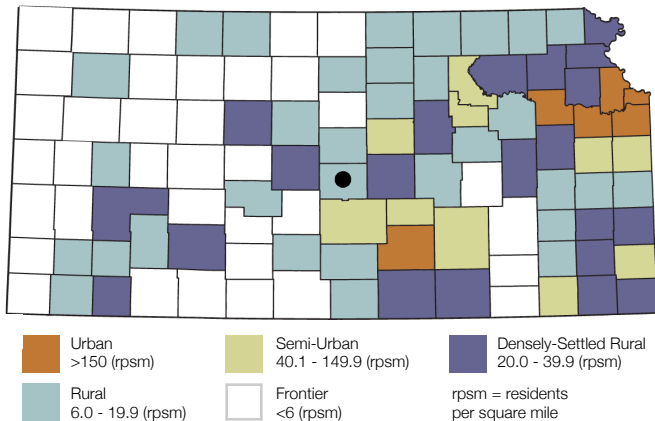 Urban
>150 (rpsm)
Semi-Urban
40.1 - 149.9 (rpsm)
Densely-Settled Rural
20.0 - 39.9 (rpsm)
Rural
6.0 - 19.9 (rpsm)
Frontier
<6 (rpsm)
rpsm = residents
per square mile